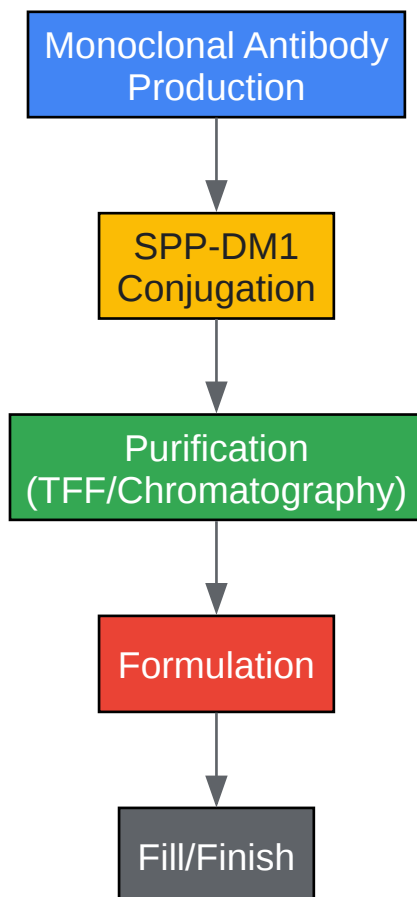 Monoclonal Antibody
Production
SPP-DM1
Conjugation
Purification
(TFF/Chromatography)
Formulation
Fill/Finish